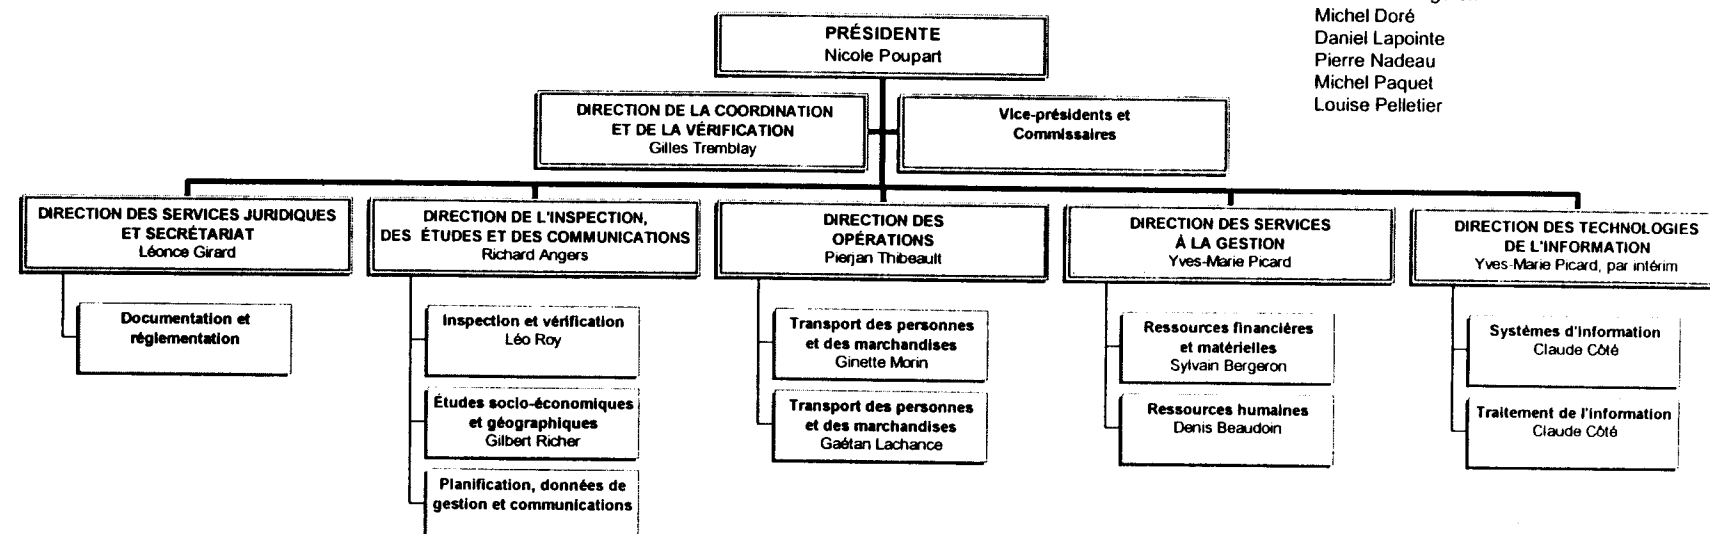 Michel Doré
Daniel Lapointe
Pierre Nadeau
Michel Paquet
Louise Pelletier
PRÉSIDENTE
Nicole Poupart
DIRECTION DE LA COORDINATION
ET DE LA VÉRIFICATION
Gilles Tremblay
Vice-présidents et
Commissaires
DIRECTION DES SERVICES JURIDIQUES
ET SECRÉTARIAT
Léonce Girard
Documentation et
réglementation
DIRECTION DE L'INSPECTION,
DES ÉTUDES ET DES COMMUNICATIONS
Richard Angers
Inspection et vérification
Léo Roy
Études socio-économiques
et géographiques
Gilbert Richer
Planification, données de
gestion et communications
DIRECTION DES
OPÉRATIONS
Pierjan Thibeault
Transport des personnes
et des marchandises
Ginette Morin
Transport des personnes
et des marchandises
Gaétan Lachance
DIRECTION DES SERVICES
À LA GESTION
Yves-Marie Picard
Ressources financières
et matérielles
Sylvain Bergeron
Ressources humaines
Denis Beaudoin
DIRECTION DES TECHNOLOGIES
DE L'INFORMATION
Yves-Marie Picard, par intérim
Systèmes d'information
Claude Côté
Traitement de l'information
Claude Côté